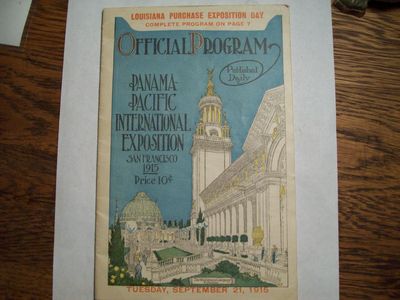 LOUISIANA PURCHASE EXPOSITION DAY
COMPLETE PROGRAM ON PAGE 7
OFFICIAL PROGRAM
Published
Daily
PANAMA-
PACIFIC
INTERNATIONAL
EXPOSITION
SAN FRANCISCO
1915
Price 10¢
TUESDAY, SEPTEMBER 21, 1915